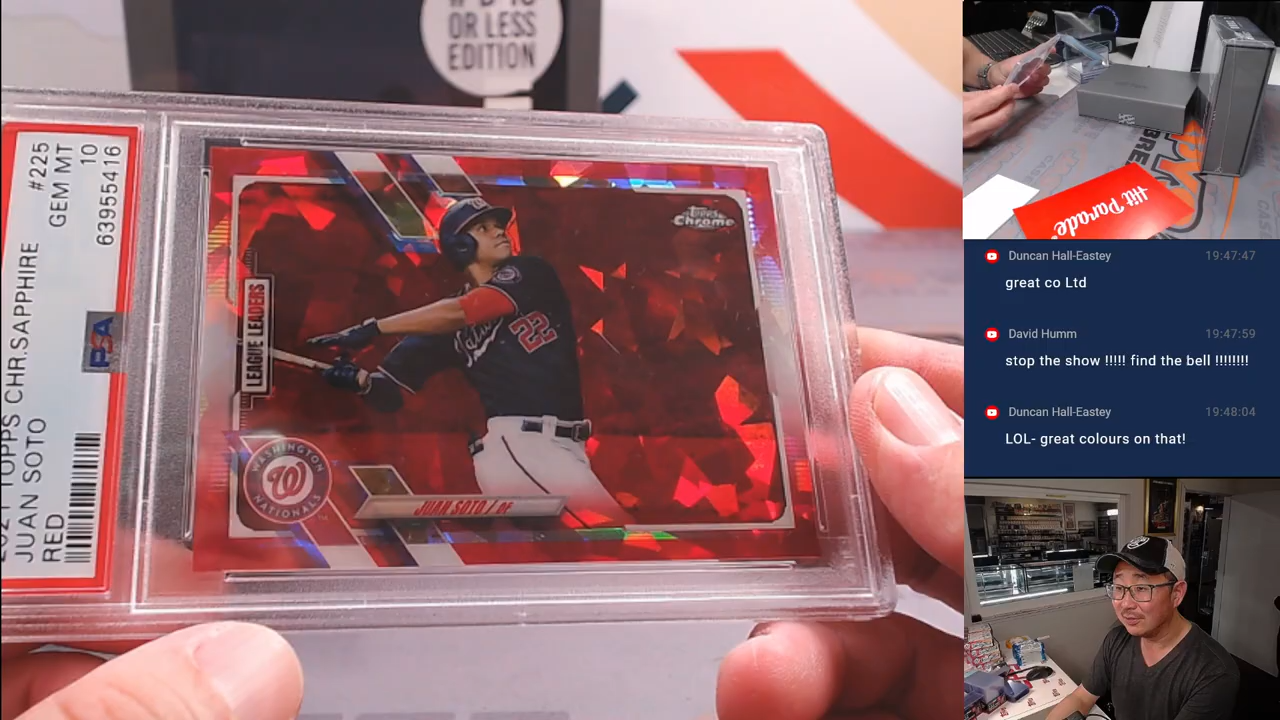 # D 10
OR LESS
EDITION
2021 TOPPS CHR.SAPPHIRE
JUAN SOTO
RED
#225
GEM MT
10
63955416
PSA
Topps
Chrome
22
LEAGUE LEADERS
WASHINGTON
W
NATIONALS
JUAN SOTO / OF
Hit Parade
BRE
CASE
Duncan Hall-Eastey 19:47:47
great co Ltd
David Humm 19:47:59
stop the show !!!!! find the bell !!!!!!!!
Duncan Hall-Eastey 19:48:04
LOL- great colours on that!